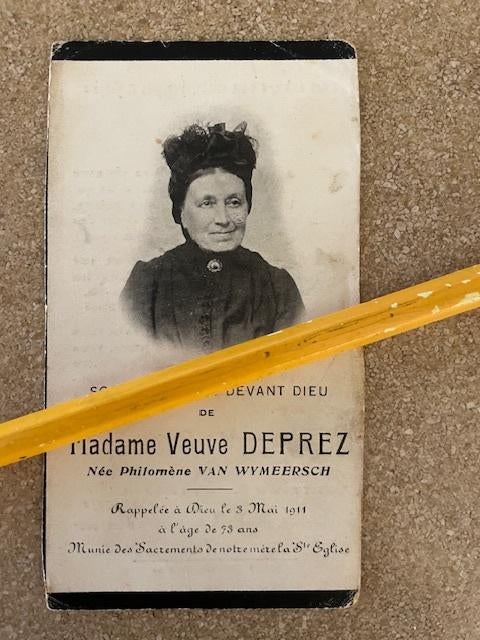 DEVANT DIEU
DE
Madame Veuve DEPREZ
Née Philomène VAN WYMEERSCH
Rappelée à Dieu le 3 Mai 1911
à l'âge de 73 ans
Munie des Sacrements de notre mère la Ste Eglise